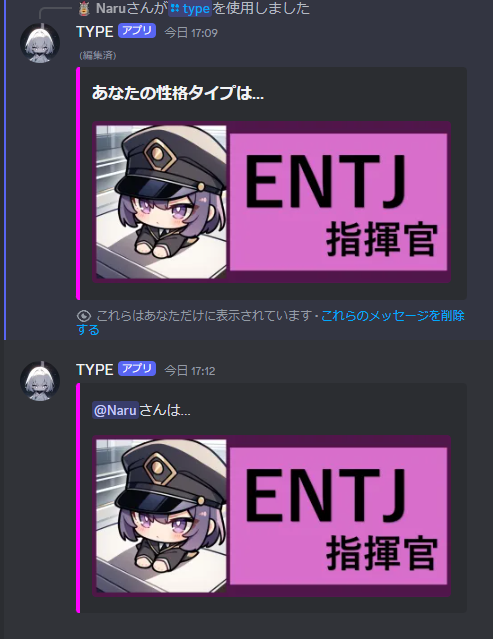 Naruさんが typeを使用しました
TYPE アプリ 今日 17:09
(編集済)
あなたの性格タイプは...
ENTJ
指揮官
これらはあなただけに表示されています · これらのメッセージを削除
する
TYPE アプリ 今日 17:12
@Naruさんは...
ENTJ
指揮官